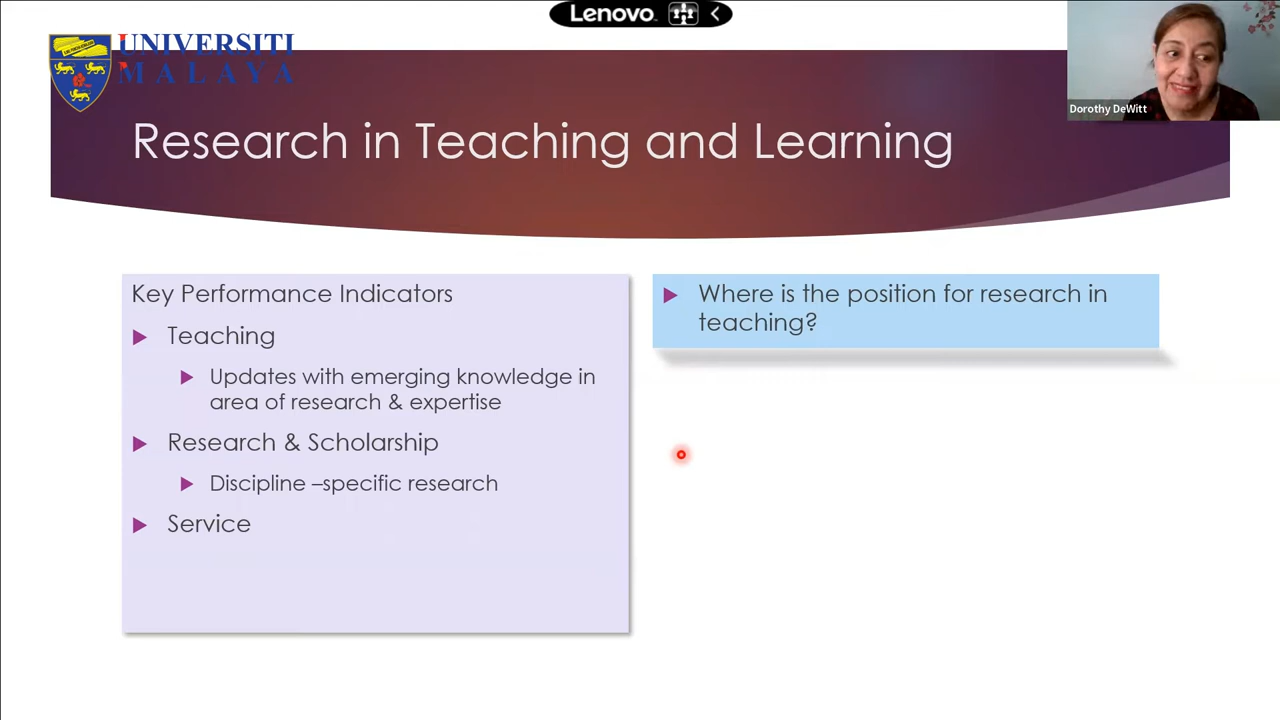 Lenovo
UNIVERSITI
MALAYA
Dorothy DeWitt
Research in Teaching and Learning
Key Performance Indicators
Teaching
Updates with emerging knowledge in
area of research & expertise
Research & Scholarship
Discipline –specific research
Service
Where is the position for research in
teaching?